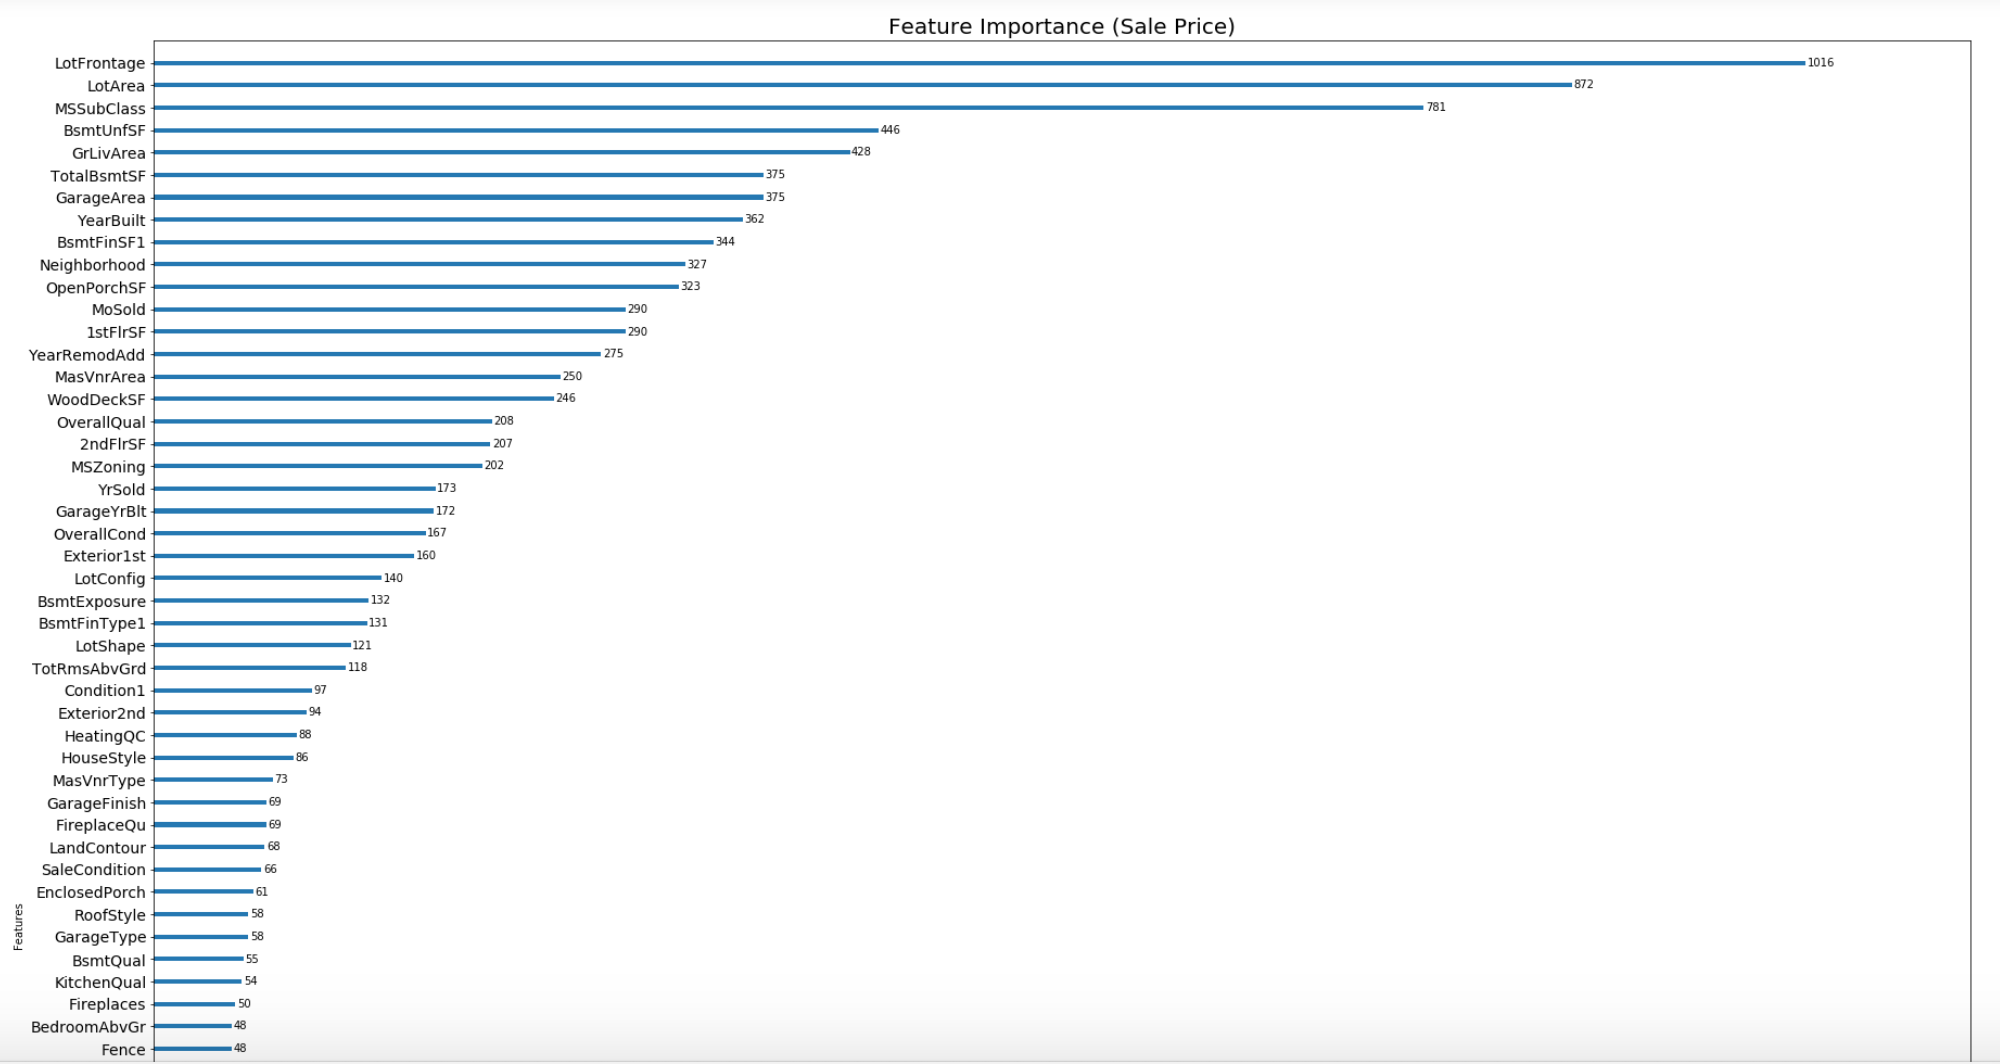 Feature Importance (Sale Price)
LotFrontage 1016
LotArea 872
MSSubClass 781
BsmtUnfSF 446
GrLivArea 428
TotalBsmtSF 375
GarageArea 375
YearBuilt 362
BsmtFinSF1 344
Neighborhood 327
OpenPorchSF 323
MoSold 290
1stFlrSF 290
YearRemodAdd 275
MasVnrArea 250
WoodDeckSF 246
OverallQual 208
2ndFlrSF 207
MSZoning 202
YrSold 173
GarageYrBlt 172
OverallCond 167
Exterior1st 160
LotConfig 140
BsmtExposure 132
BsmtFinType1 131
LotShape 121
TotRmsAbvGrd 118
Condition1 97
Exterior2nd 94
HeatingQC 88
HouseStyle 86
MasVnrType 73
GarageFinish 69
FireplaceQu 69
LandContour 68
SaleCondition 66
EnclosedPorch 61
RoofStyle 58
GarageType 58
BsmtQual 55
KitchenQual 54
Fireplaces 50
BedroomAbvGr 48
Fence 48
Features